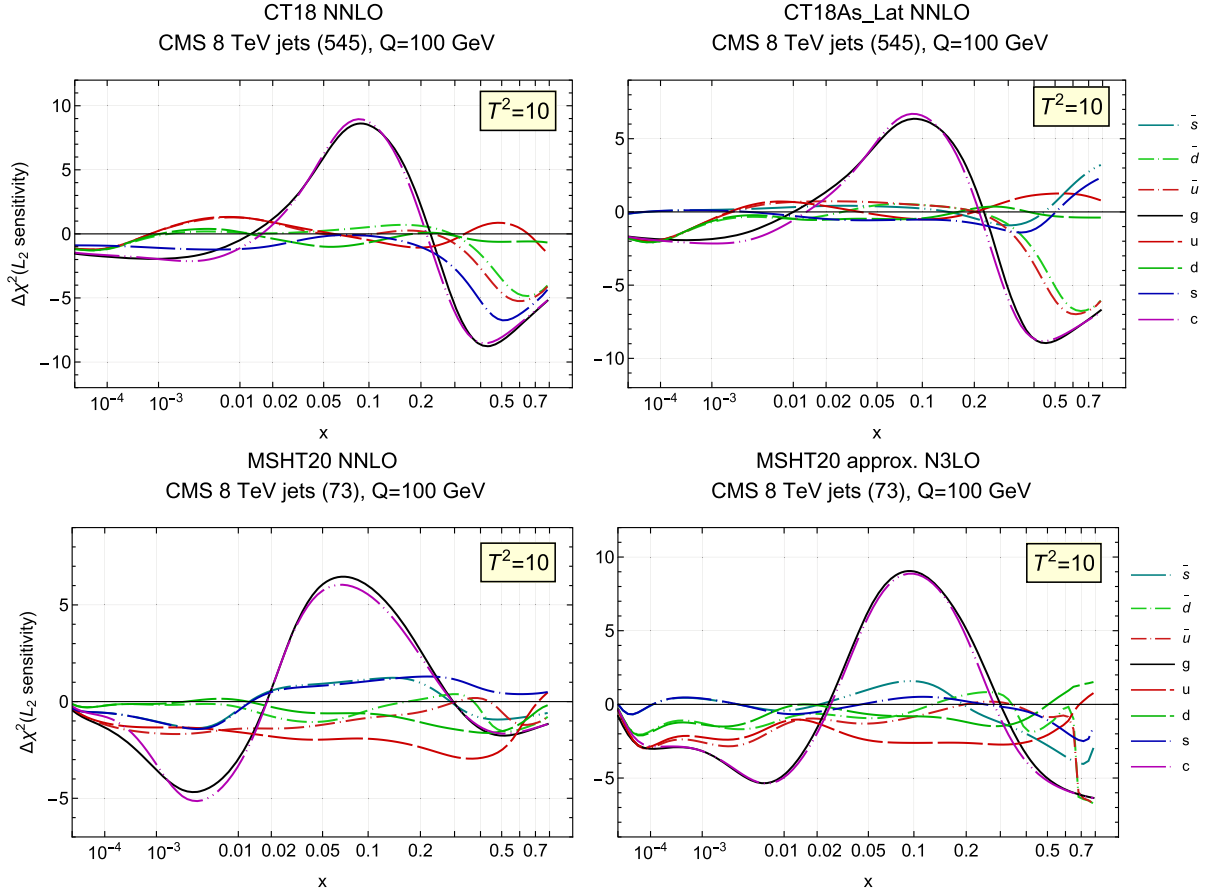 CT18 NNLO
CMS 8 TeV jets (545), Q=100 GeV
T²=10
Δχ²(L₂ sensitivity)
10
5
0
−5
−10
10⁻⁴ 10⁻³ 0.01 0.02 0.05 0.1 0.2 0.5 0.7
x
CT18As_Lat NNLO
CMS 8 TeV jets (545), Q=100 GeV
T²=10
5
0
−5
−10
10⁻⁴ 10⁻³ 0.01 0.02 0.05 0.1 0.2 0.5 0.7
x
s̄
d̄
ū
g
u
d
s
c
MSHT20 NNLO
CMS 8 TeV jets (73), Q=100 GeV
T²=10
Δχ²(L₂ sensitivity)
5
0
−5
10⁻⁴ 10⁻³ 0.01 0.02 0.05 0.1 0.2 0.5 0.7
x
MSHT20 approx. N3LO
CMS 8 TeV jets (73), Q=100 GeV
T²=10
10
5
0
−5
10⁻⁴ 10⁻³ 0.01 0.02 0.05 0.1 0.2 0.5 0.7
x
s̄
d̄
ū
g
u
d
s
c